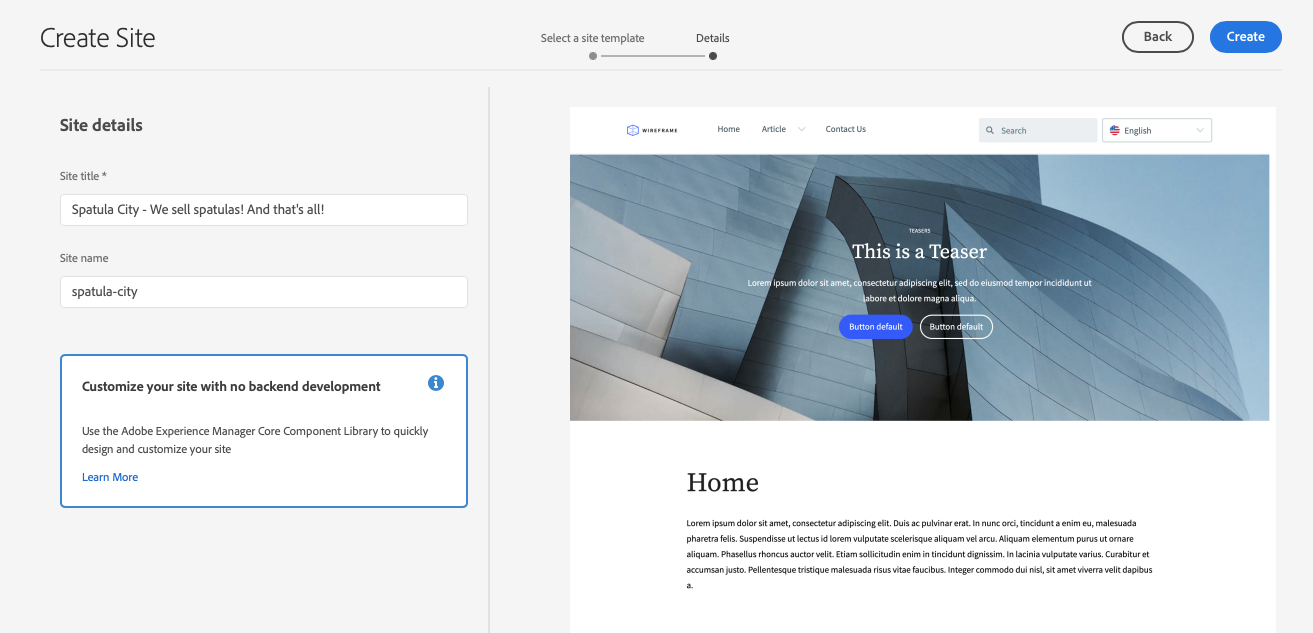 Create Site
Select a site template
Details
Back
Create
Site details
Site title *
Spatula City - We sell spatulas! And that's all!
Site name
spatula-city
Customize your site with no backend development
Use the Adobe Experience Manager Core Component Library to quickly
design and customize your site
Learn More
WIREFRAME
Home
Article
Contact Us
Search
English
TEASERS
This is a Teaser
Lorem ipsum dolor sit amet, consectetur adipiscing elit, sed do eiusmod tempor incididunt ut
labore et dolore magna aliqua.
Button default
Button default
Home
Lorem ipsum dolor sit amet, consectetur adipiscing elit. Duis ac pulvinar erat. In nunc orci, tincidunt a enim eu, malesuada
pharetra felis. Suspendisse ut lectus id lorem vulputate scelerisque aliquam vel arcu. Aliquam elementum purus ut ornare
aliquam. Phasellus rhoncus auctor velit. Etiam sollicitudin enim in tincidunt dignissim. In lacinia vulputate varius. Curabitur et
accumsan justo. Pellentesque tristique malesuada risus vitae faucibus. Integer commodo dui nisl, sit amet viverra velit dapibus
a.